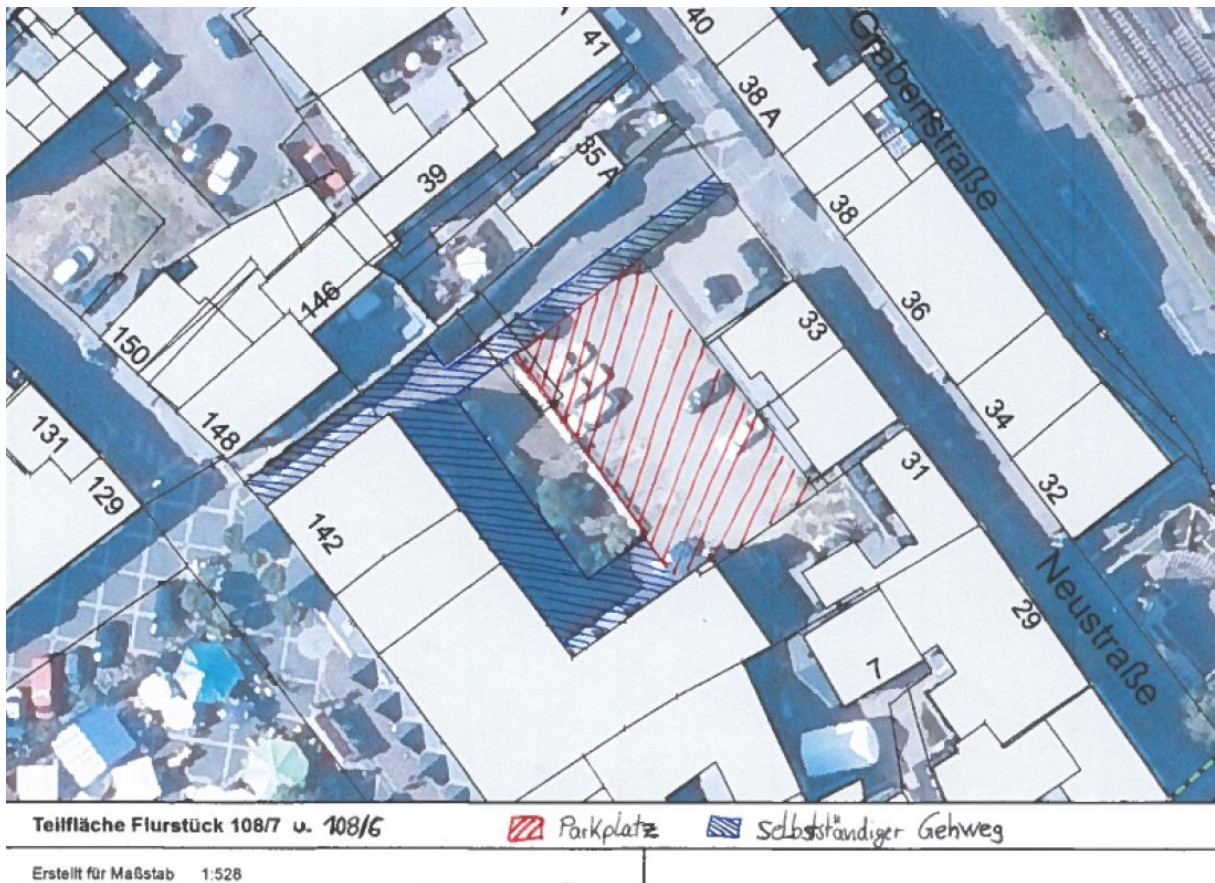 40
41
Grabenstraße
38 A
35 A
39
38
146
36
33
150
34
148
131
31
32
129
142
Neustraße
29
7
Teilfläche Flurstück 108/7 u. 108/6
Parkplatz
Selbstständiger Gehweg
Erstellt für Maßstab 1:528